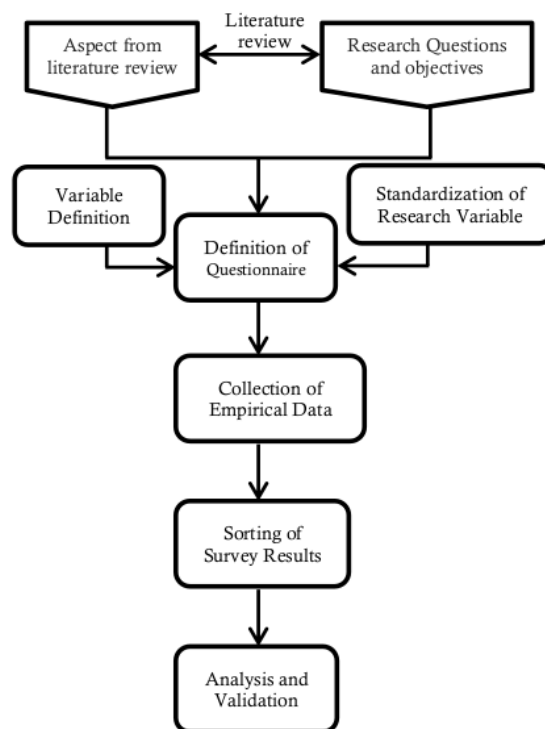 Aspect from
literature review
Literature
review
Research Questions
and objectives
Variable
Definition
Standardization of
Research Variable
Definition of
Questionnaire
Collection of
Empirical Data
Sorting of
Survey Results
Analysis and
Validation